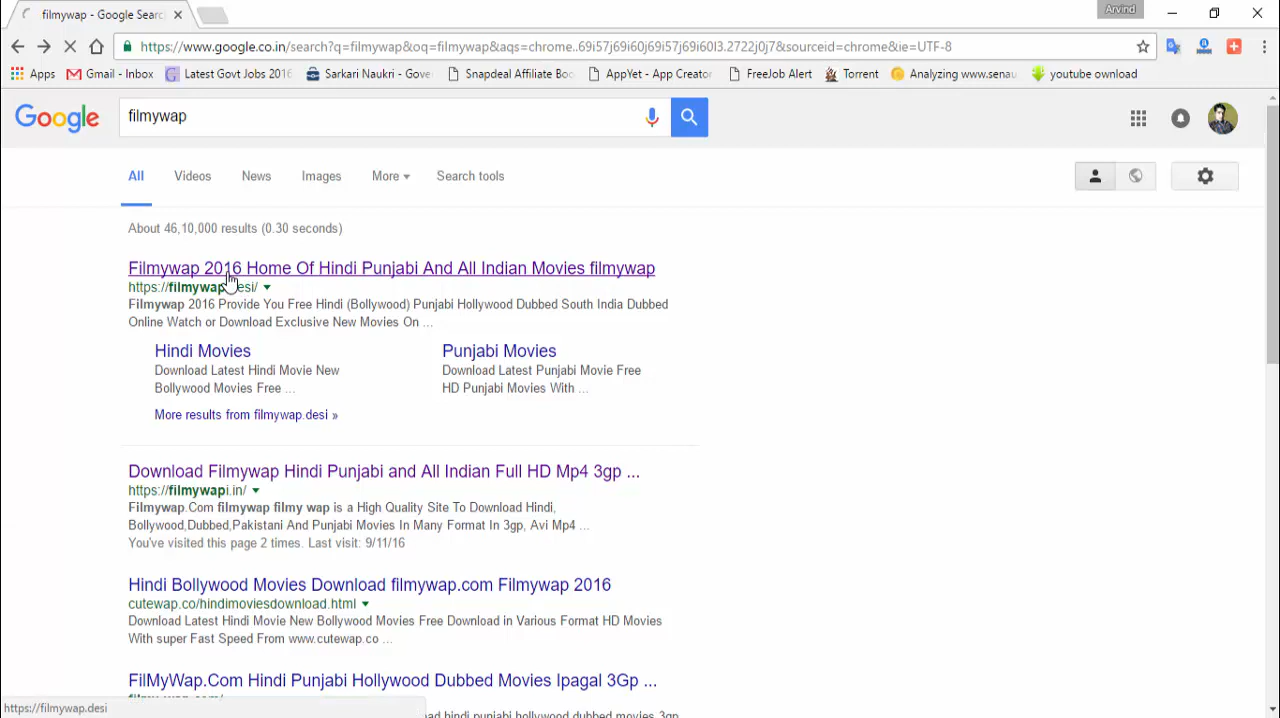 filmywap - Google Searc
Arvind
https://www.google.co.in/search?q=filmywap&oq=filmywap&aqs=chrome..69i57j69i60j69i57j69i60l3.2722j0j7&sourceid=chrome&ie=UTF-8
Apps Gmail - Inbox Latest Govt Jobs 2016 Sarkari Naukri - Gove Snapdeal Affiliate Boo AppYet - App Creator FreeJob Alert Torrent Analyzing www.senau youtube ownload
Google filmywap
All Videos News Images More Search tools
About 46,10,000 results (0.30 seconds)
Filmywap 2016 Home Of Hindi Punjabi And All Indian Movies filmywap
https://filmywap.desi/
Filmywap 2016 Provide You Free Hindi (Bollywood) Punjabi Hollywood Dubbed South India Dubbed
Online Watch or Download Exclusive New Movies On ...
Hindi Movies Punjabi Movies
Download Latest Hindi Movie New Download Latest Punjabi Movie Free
Bollywood Movies Free ... HD Punjabi Movies With ...
More results from filmywap.desi »
Download Filmywap Hindi Punjabi and All Indian Full HD Mp4 3gp ...
https://filmywapi.in/
Filmywap.Com filmywap filmy wap is a High Quality Site To Download Hindi,
Bollywood,Dubbed,Pakistani And Punjabi Movies In Many Format In 3gp, Avi Mp4 ...
You've visited this page 2 times. Last visit: 9/11/16
Hindi Bollywood Movies Download filmywap.com Filmywap 2016
cutewap.co/hindimoviesdownload.html
Download Latest Hindi Movie New Bollywood Movies Free Download in Various Format HD Movies
With super Fast Speed From www.cutewap.co ...
FilMyWap.Com Hindi Punjabi Hollywood Dubbed Movies Ipagal 3Gp ...
https://filmywap.desi
hindi punjabi hollywood dubbed movies 3gp